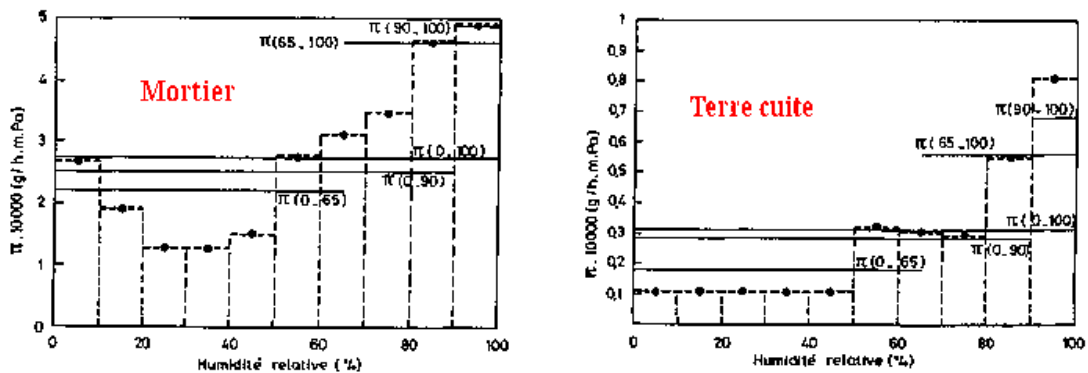 5
4
3
2
1
0
π.10000 (g/h.m.Pa)
Mortier
π(65_100)
π(90_100)
π(0_100)
π(0_90)
π(0_65)
0 20 40 60 80 100
Humidité relative (%)
1
0,9
0,8
0,7
0,6
0,5
0,4
0,3
0,2
0,1
π.10000 (g/h.m.Pa)
Terre cuite
π(90-100)
π(65_100)
π(0_100)
π(0_90)
π(0_65)
0 20 40 60 80 100
Humidité relative (%)